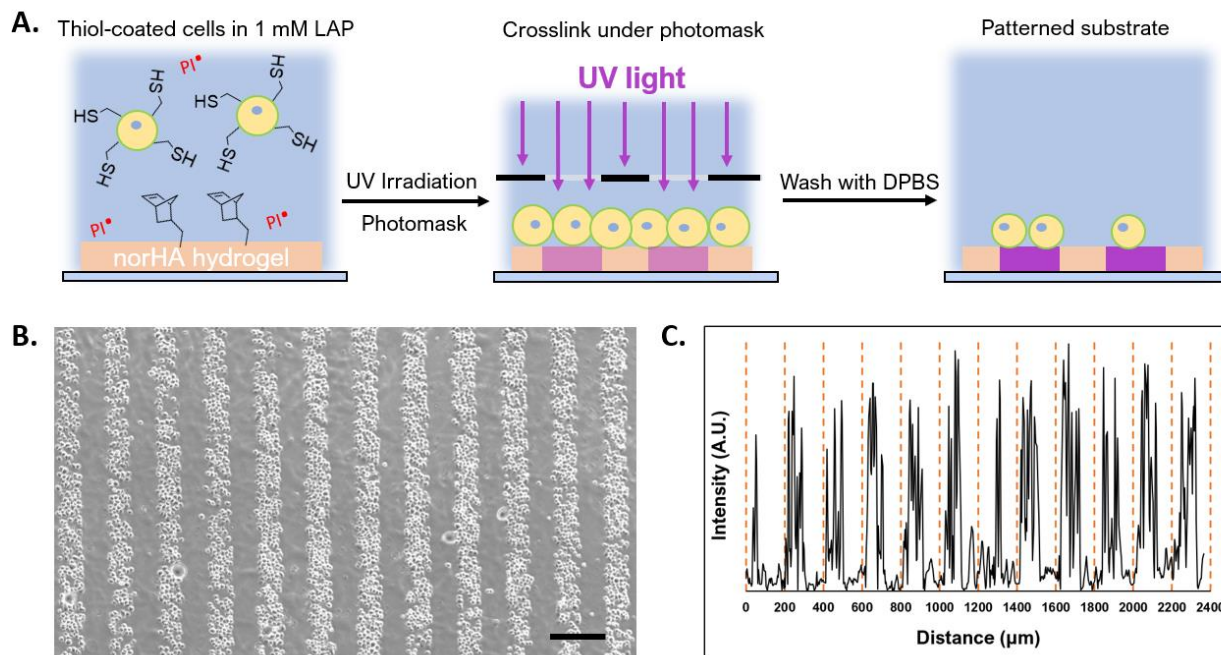 A.
Thiol-coated cells in 1 mM LAP
Crosslink under photomask
Patterned substrate
PI•
SH
SH
HS
SH
HS
SH
HS
SH
PI•
PI•
norHA hydrogel
UV Irradiation
Photomask
UV light
Wash with DPBS
B.
C.
Intensity (A.U.)
0 200 400 600 800 1000 1200 1400 1600 1800 2000 2200 2400
Distance (µm)